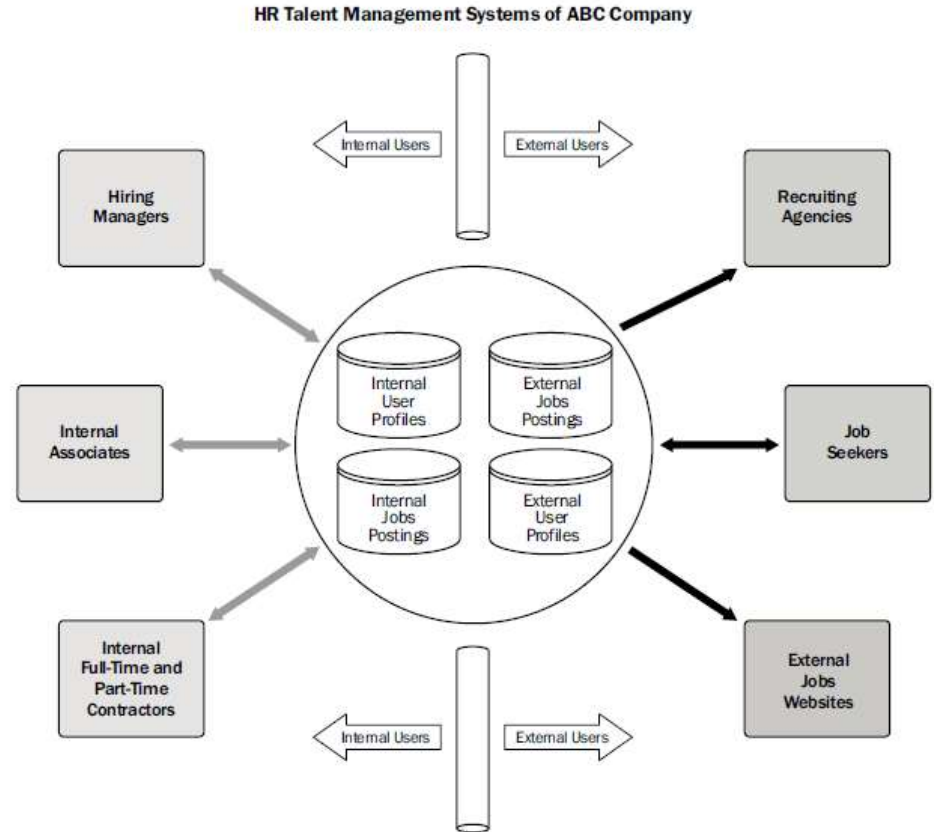 HR Talent Management Systems of ABC Company
Internal Users
External Users
Hiring
Managers
Recruiting
Agencies
Internal
User
Profiles
External
Jobs
Postings
Internal
Associates
Job
Seekers
Internal
Jobs
Postings
External
User
Profiles
Internal
Full-Time and
Part-Time
Contractors
External
Jobs
Websites
Internal Users
External Users